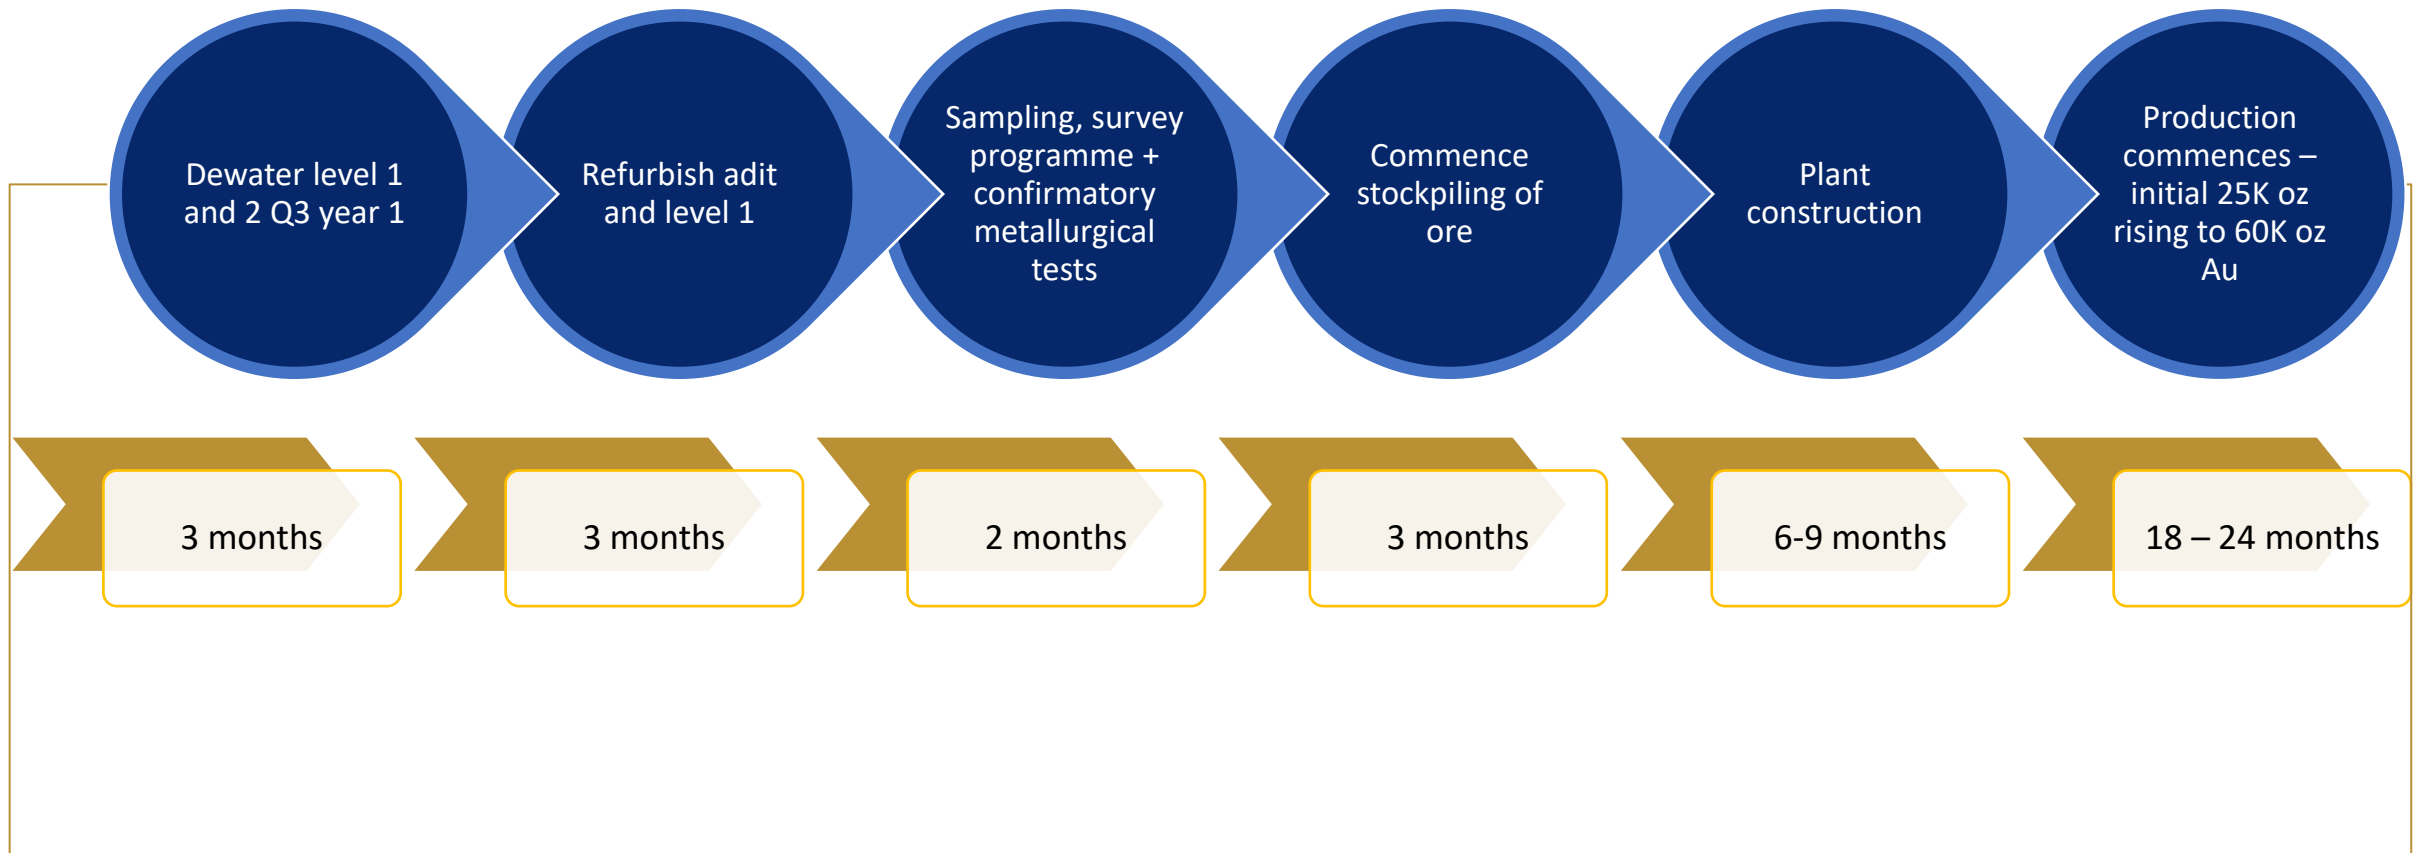 Dewater level 1
and 2 Q3 year 1
Refurbish adit
and level 1
Sampling, survey
programme +
confirmatory
metallurgical
tests
Commence
stockpiling of
ore
Plant
construction
Production
commences –
initial 25K oz
rising to 60K oz
Au
3 months
3 months
2 months
3 months
6-9 months
18 – 24 months